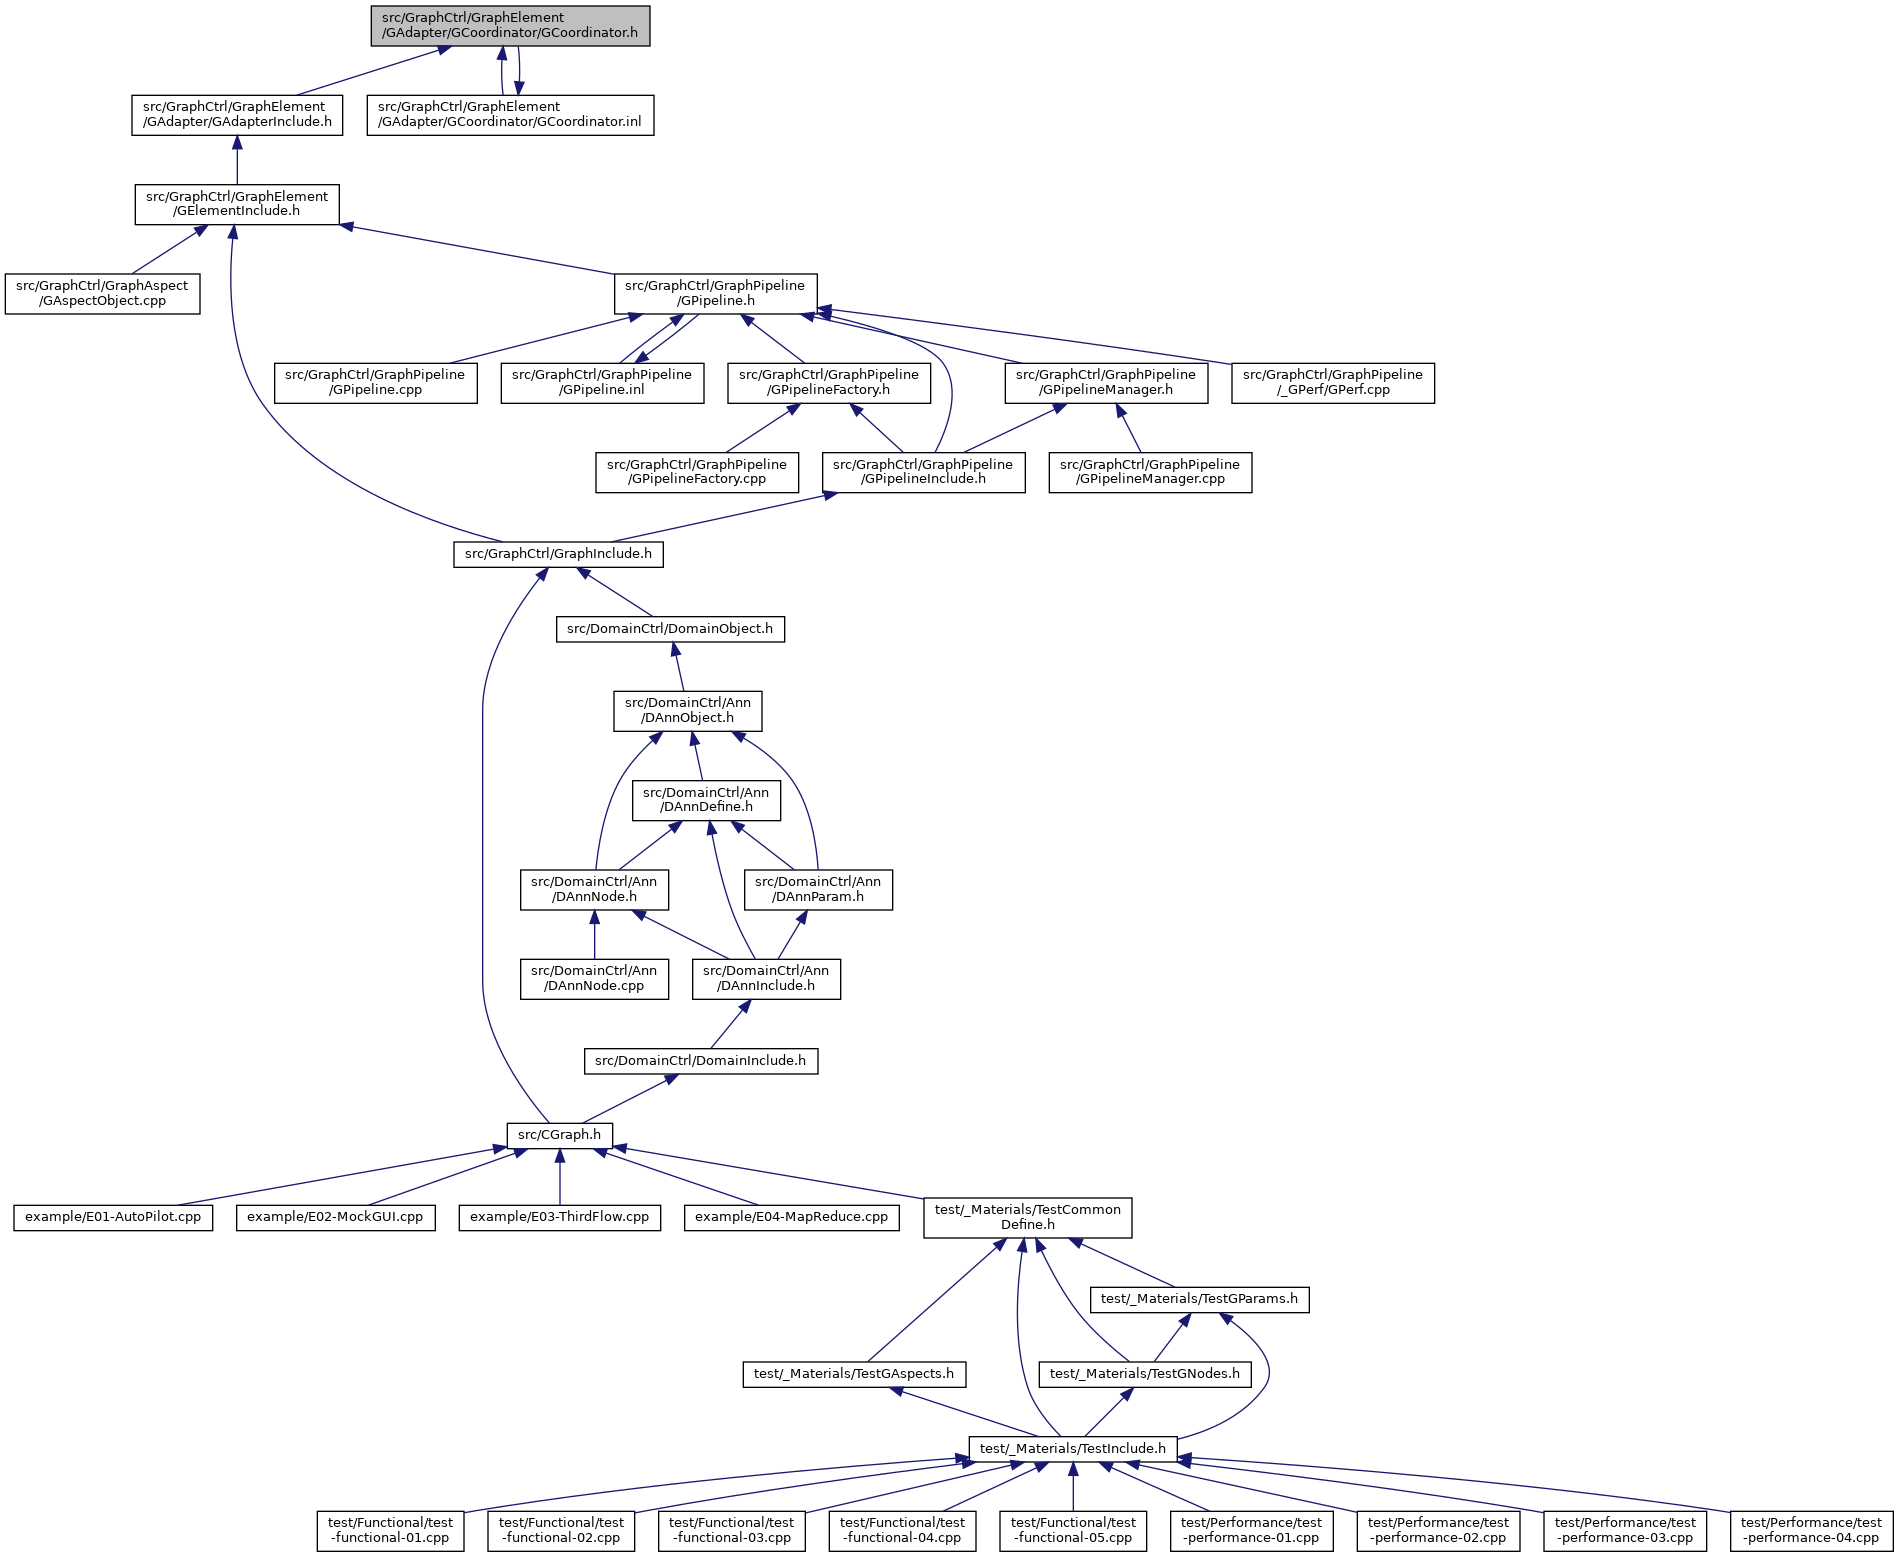 src/GraphCtrl/GraphElement
/GAdapter/GCoordinator/GCoordinator.h
src/GraphCtrl/GraphElement
/GAdapter/GAdapterInclude.h
src/GraphCtrl/GraphElement
/GAdapter/GCoordinator/GCoordinator.inl
src/GraphCtrl/GraphElement
/GElementInclude.h
src/GraphCtrl/GraphAspect
/GAspectObject.cpp
src/GraphCtrl/GraphPipeline
/GPipeline.h
src/GraphCtrl/GraphPipeline
/GPipeline.cpp
src/GraphCtrl/GraphPipeline
/GPipeline.inl
src/GraphCtrl/GraphPipeline
/GPipelineFactory.h
src/GraphCtrl/GraphPipeline
/GPipelineManager.h
src/GraphCtrl/GraphPipeline
/_GPerf/GPerf.cpp
src/GraphCtrl/GraphPipeline
/GPipelineFactory.cpp
src/GraphCtrl/GraphPipeline
/GPipelineInclude.h
src/GraphCtrl/GraphPipeline
/GPipelineManager.cpp
src/GraphCtrl/GraphInclude.h
src/DomainCtrl/DomainObject.h
src/DomainCtrl/Ann
/DAnnObject.h
src/DomainCtrl/Ann
/DAnnDefine.h
src/DomainCtrl/Ann
/DAnnNode.h
src/DomainCtrl/Ann
/DAnnParam.h
src/DomainCtrl/Ann
/DAnnNode.cpp
src/DomainCtrl/Ann
/DAnnInclude.h
src/DomainCtrl/DomainInclude.h
src/CGraph.h
example/E01-AutoPilot.cpp
example/E02-MockGUI.cpp
example/E03-ThirdFlow.cpp
example/E04-MapReduce.cpp
test/_Materials/TestCommon
Define.h
test/_Materials/TestGParams.h
test/_Materials/TestGAspects.h
test/_Materials/TestGNodes.h
test/_Materials/TestInclude.h
test/Functional/test
-functional-01.cpp
test/Functional/test
-functional-02.cpp
test/Functional/test
-functional-03.cpp
test/Functional/test
-functional-04.cpp
test/Functional/test
-functional-05.cpp
test/Performance/test
-performance-01.cpp
test/Performance/test
-performance-02.cpp
test/Performance/test
-performance-03.cpp
test/Performance/test
-performance-04.cpp